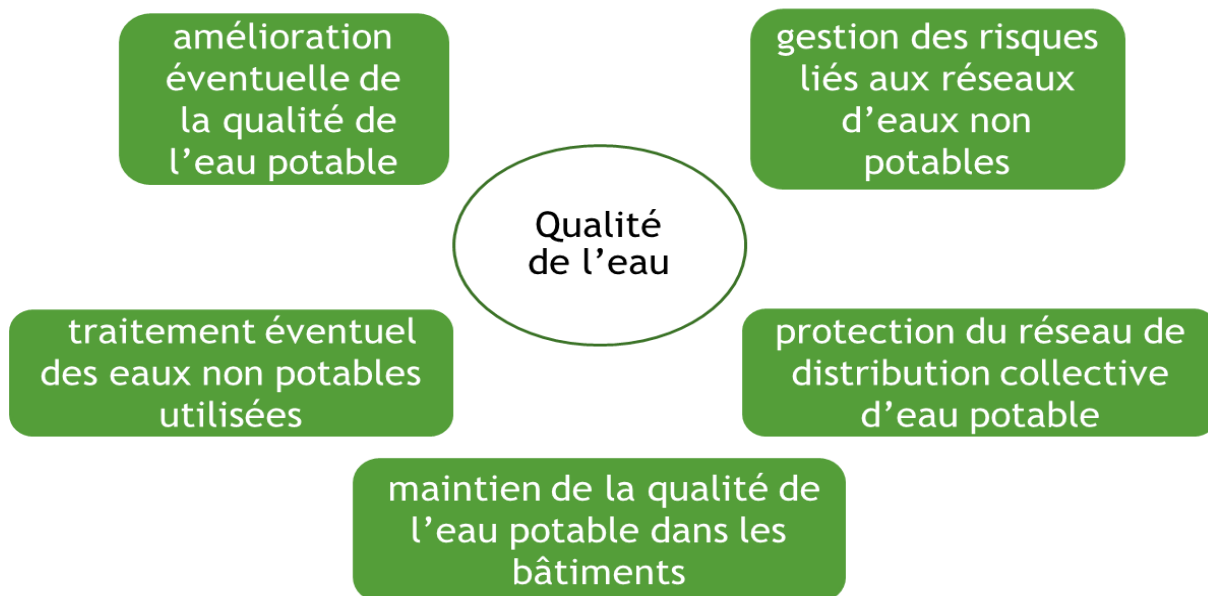 amélioration
éventuelle de
la qualité de
l’eau potable
gestion des risques
liés aux réseaux
d’eaux non
potables
Qualité
de l’eau
traitement éventuel
des eaux non potables
utilisées
protection du réseau de
distribution collective
d’eau potable
maintien de la qualité de
l’eau potable dans les
bâtiments